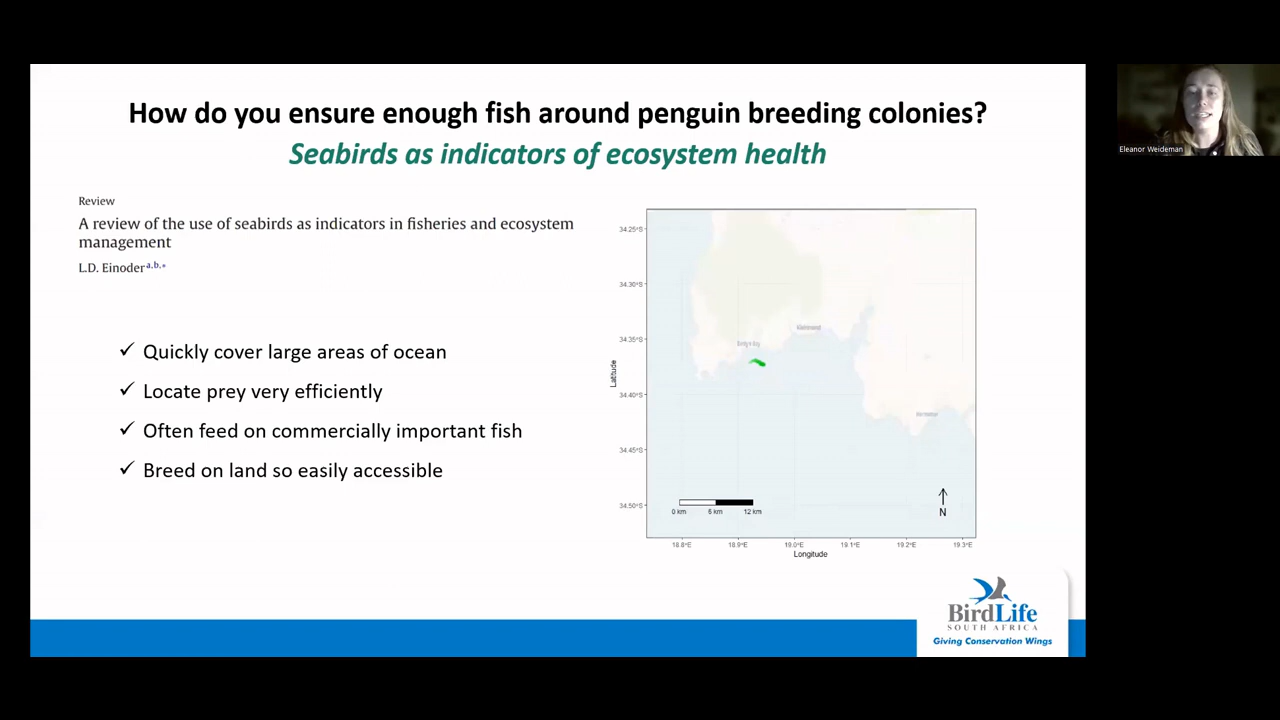 How do you ensure enough fish around penguin breeding colonies?
Seabirds as indicators of ecosystem health
Review
A review of the use of seabirds as indicators in fisheries and ecosystem
management
L.D. Einoder a,b,*
✓ Quickly cover large areas of ocean
✓ Locate prey very efficiently
✓ Often feed on commercially important fish
✓ Breed on land so easily accessible
34.25°S
34.30°S
34.35°S
34.40°S
34.45°S
34.50°S
Latitude
0 km 6 km 12 km
N
18.8°E 18.9°E 19.0°E 19.1°E 19.2°E 19.3°E
Longitude
BirdLife
SOUTH AFRICA
Giving Conservation Wings
Eleanor Weideman